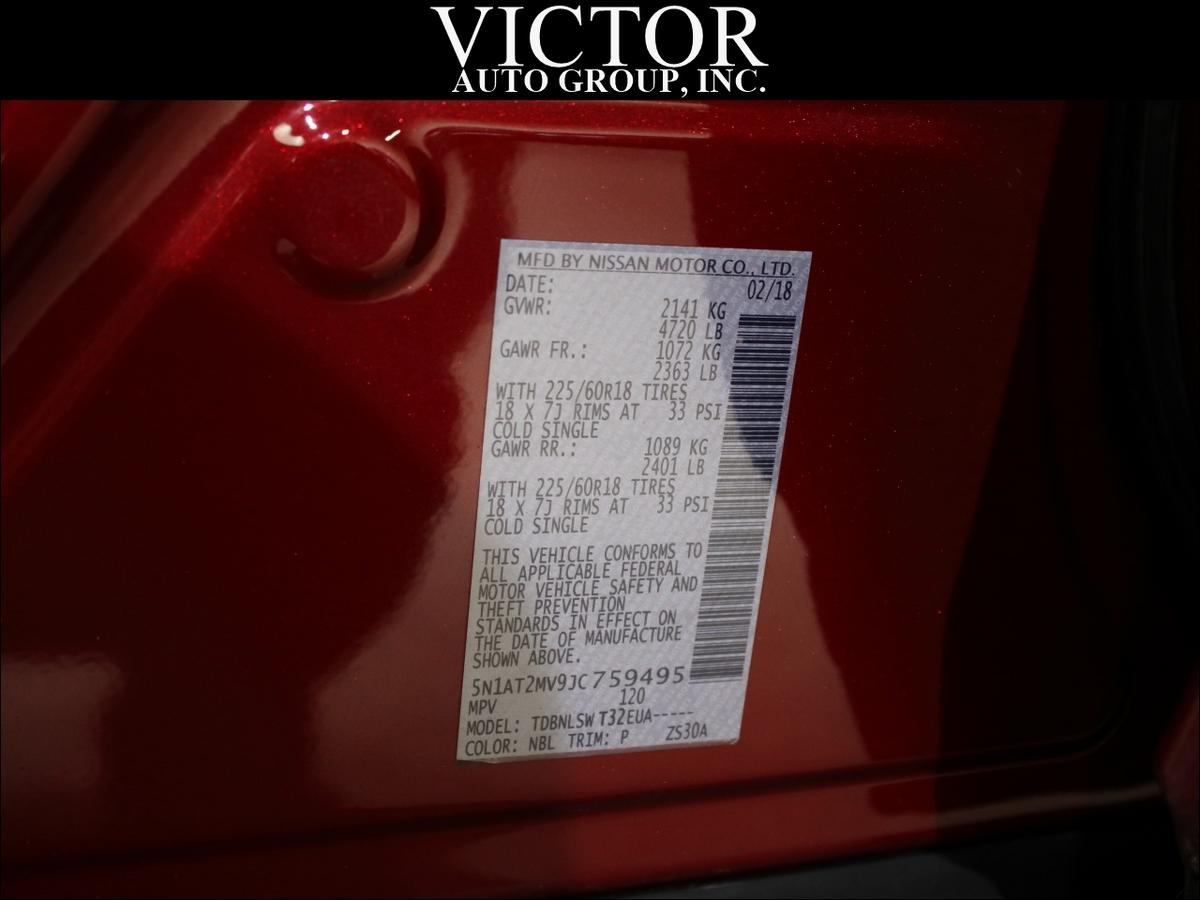 VICTOR
AUTO GROUP, INC.
MFD BY NISSAN MOTOR CO., LTD.
DATE: 02/18
GVWR: 2141 KG
4720 LB
GAWR FR.: 1072 KG
2363 LB
WITH 225/60R18 TIRES
18 X 7J RIMS AT 33 PSI
COLD SINGLE
GAWR RR.: 1089 KG
2401 LB
WITH 225/60R18 TIRES
18 X 7J RIMS AT 33 PSI
COLD SINGLE
THIS VEHICLE CONFORMS TO
ALL APPLICABLE FEDERAL
MOTOR VEHICLE SAFETY AND
THEFT PREVENTION
STANDARDS IN EFFECT ON
THE DATE OF MANUFACTURE
SHOWN ABOVE.
5N1AT2MV9JC759495
MPV 120
MODEL: TDBNLSWT32EUA-----
COLOR: NBL TRIM: P ZS30A